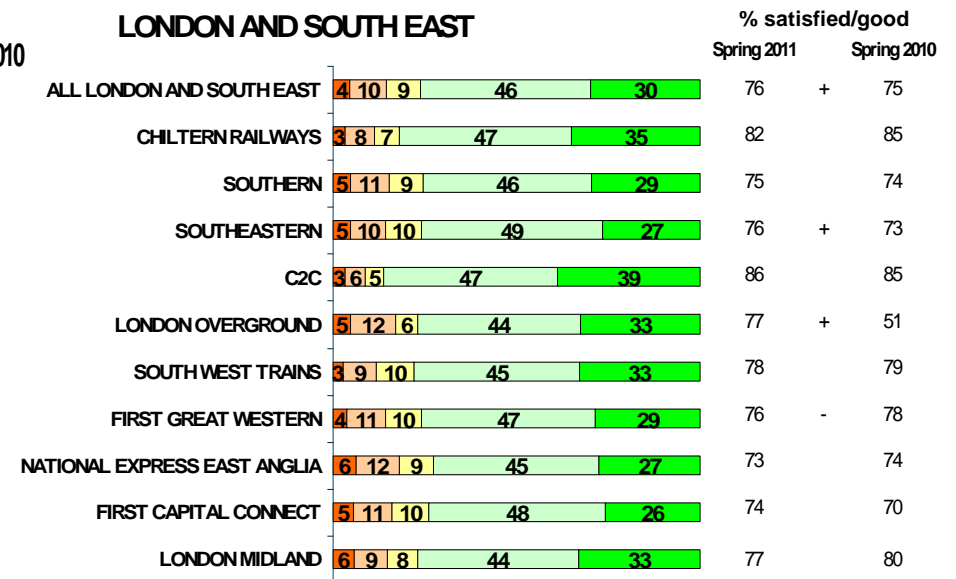 LONDON AND SOUTH EAST % satisfied/good
010 Spring 2011 Spring 2010
ALL LONDON AND SOUTH EAST 4 10 9 46 30 76 + 75
CHILTERN RAILWAYS 3 8 7 47 35 82 85
SOUTHERN 5 11 9 46 29 75 74
SOUTHEASTERN 5 10 10 49 27 76 + 73
C2C 3 6 5 47 39 86 85
LONDON OVERGROUND 5 12 6 44 33 77 + 51
SOUTH WEST TRAINS 3 9 10 45 33 78 79
FIRST GREAT WESTERN 4 11 10 47 29 76 - 78
NATIONAL EXPRESS EAST ANGLIA 6 12 9 45 27 73 74
FIRST CAPITAL CONNECT 5 11 10 48 26 74 70
LONDON MIDLAND 6 9 8 44 33 77 80